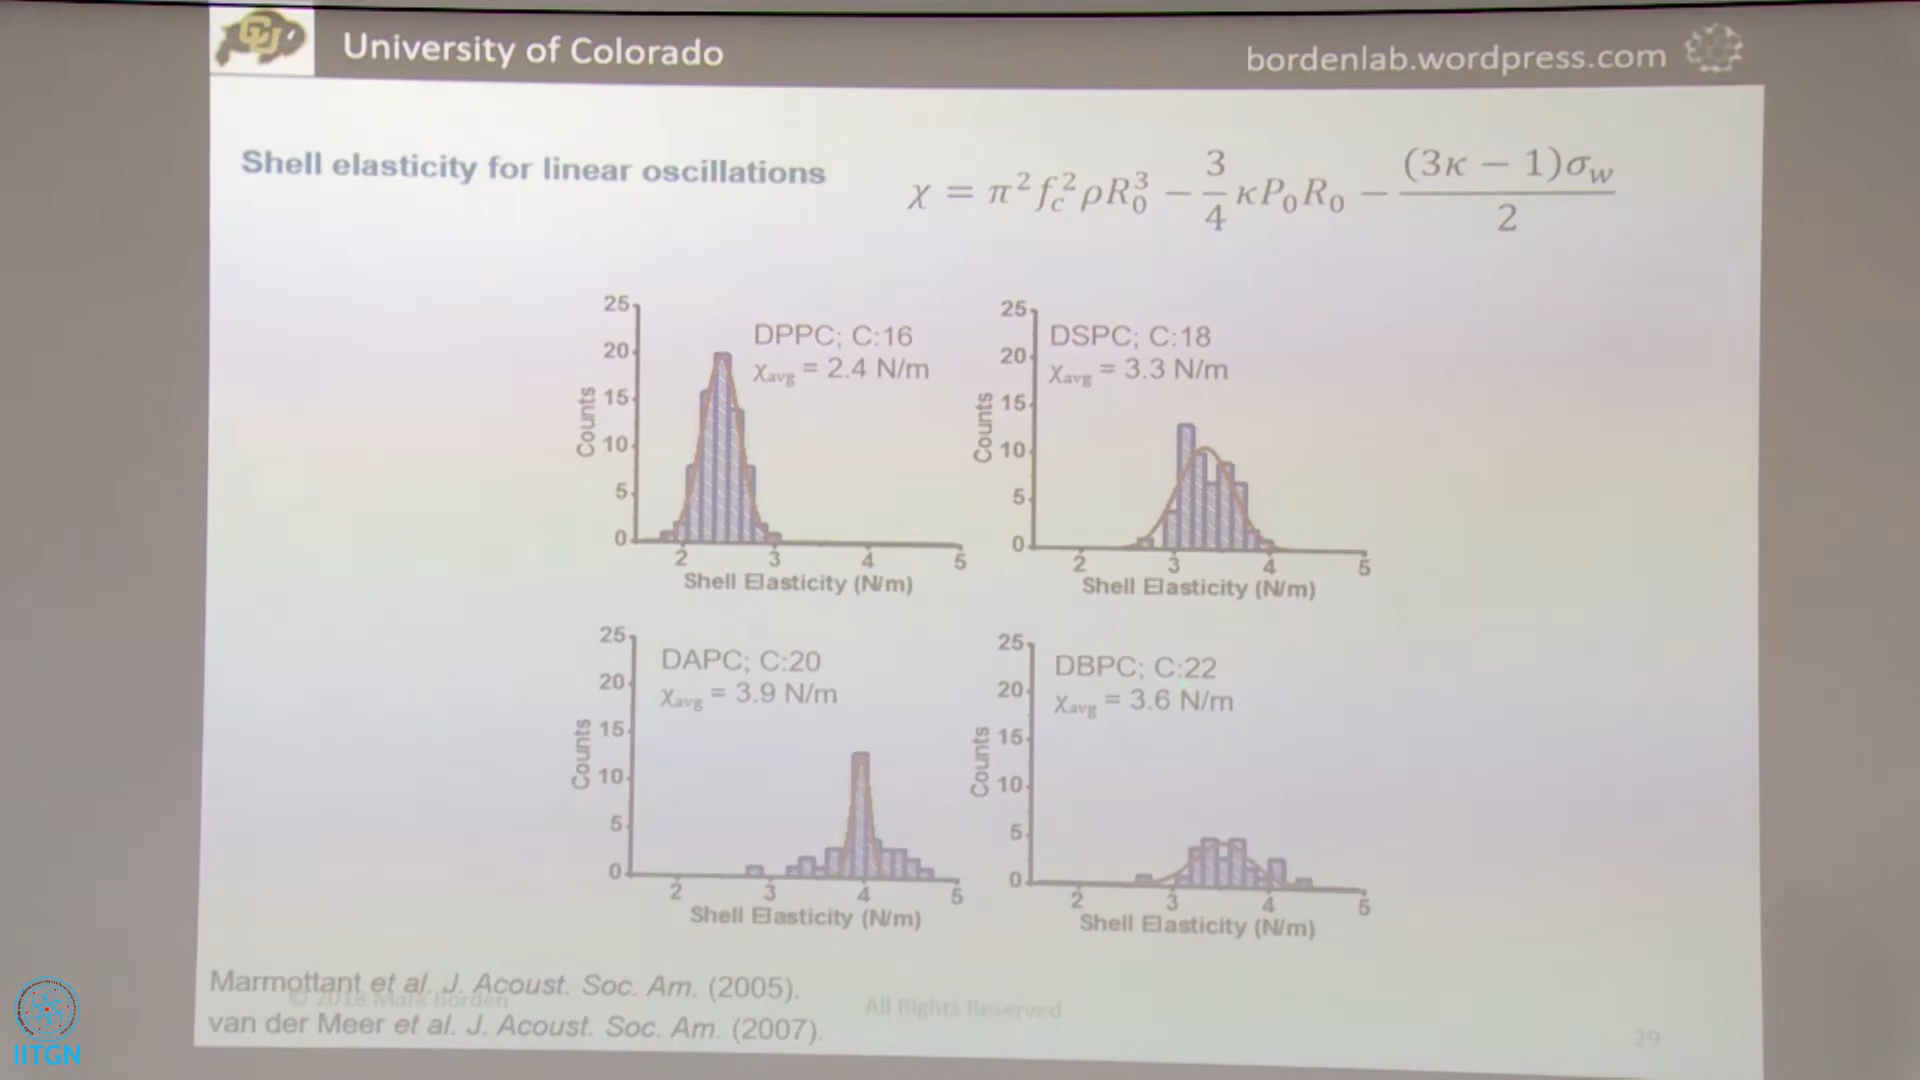 CU
University of Colorado
bordenlab.wordpress.com
Shell elasticity for linear oscillations
χ = π² f_c² ρR₀³ − 3/4 κP₀R₀ − (3κ − 1)σ_w / 2
25
20
15
10
5
0
Counts
DPPC; C:16
χavg = 2.4 N/m
2 3 4 5
Shell Elasticity (N/m)
25
20
15
10
5
0
Counts
DSPC; C:18
χavg = 3.3 N/m
2 3 4 5
Shell Elasticity (N/m)
25
20
15
10
5
0
Counts
DAPC; C:20
χavg = 3.9 N/m
2 3 4 5
Shell Elasticity (N/m)
25
20
15
10
5
0
Counts
DBPC; C:22
χavg = 3.6 N/m
2 3 4 5
Shell Elasticity (N/m)
Marmottant et al. J. Acoust. Soc. Am. (2005).
© 2018 Mark Borden
All Rights Reserved
van der Meer et al. J. Acoust. Soc. Am. (2007).
29
IITGN